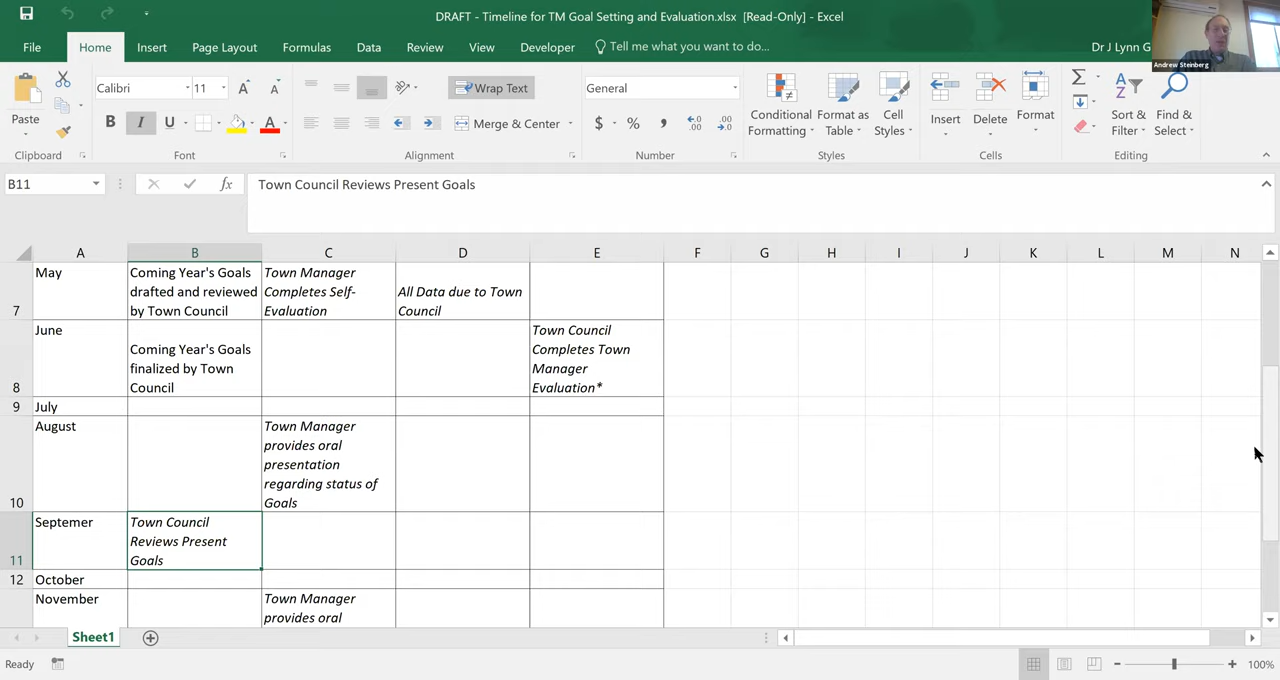 DRAFT - Timeline for TM Goal Setting and Evaluation.xlsx [Read-Only] - Excel
File Home Insert Page Layout Formulas Data Review View Developer Tell me what you want to do... Dr J Lynn G
Andrew Steinberg
Paste
Calibri 11
B I U A
Wrap Text
Merge & Center
General
$ % , .0 .00 .00 .0
Conditional Formatting
Format as Table
Cell Styles
Insert
Delete
Format
Sort & Filter
Find & Select
Clipboard Font Alignment Number Styles Cells Editing
B11 fx Town Council Reviews Present Goals
A B C D E F G H I J K L M N
7 May
Coming Year's Goals
drafted and reviewed
by Town Council
Town Manager
Completes Self-
Evaluation
All Data due to Town
Council
8 June
Coming Year's Goals
finalized by Town
Council
Town Council
Completes Town
Manager
Evaluation*
9 July
10 August
Town Manager
provides oral
presentation
regarding status of
Goals
11 Septemer
Town Council
Reviews Present
Goals
12 October
November
Town Manager
provides oral
Sheet1
Ready 100%